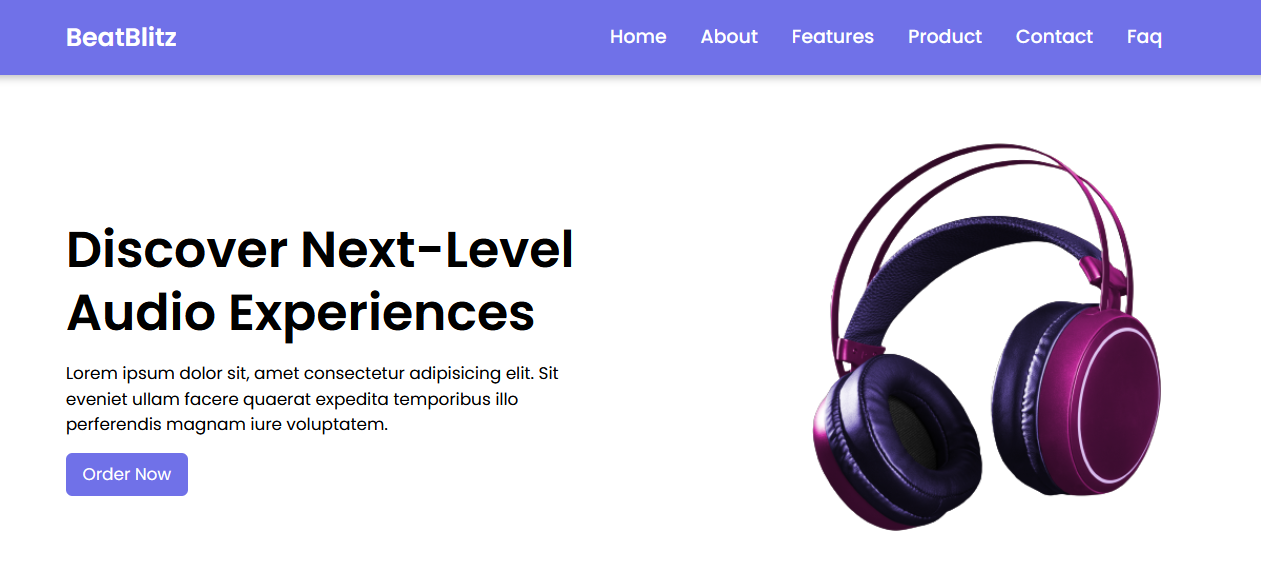 BeatBlitz
Home About Features Product Contact Faq
Discover Next-Level
Audio Experiences
Lorem ipsum dolor sit, amet consectetur adipisicing elit. Sit
eveniet ullam facere quaerat expedita temporibus illo
perferendis magnam iure voluptatem.
Order Now